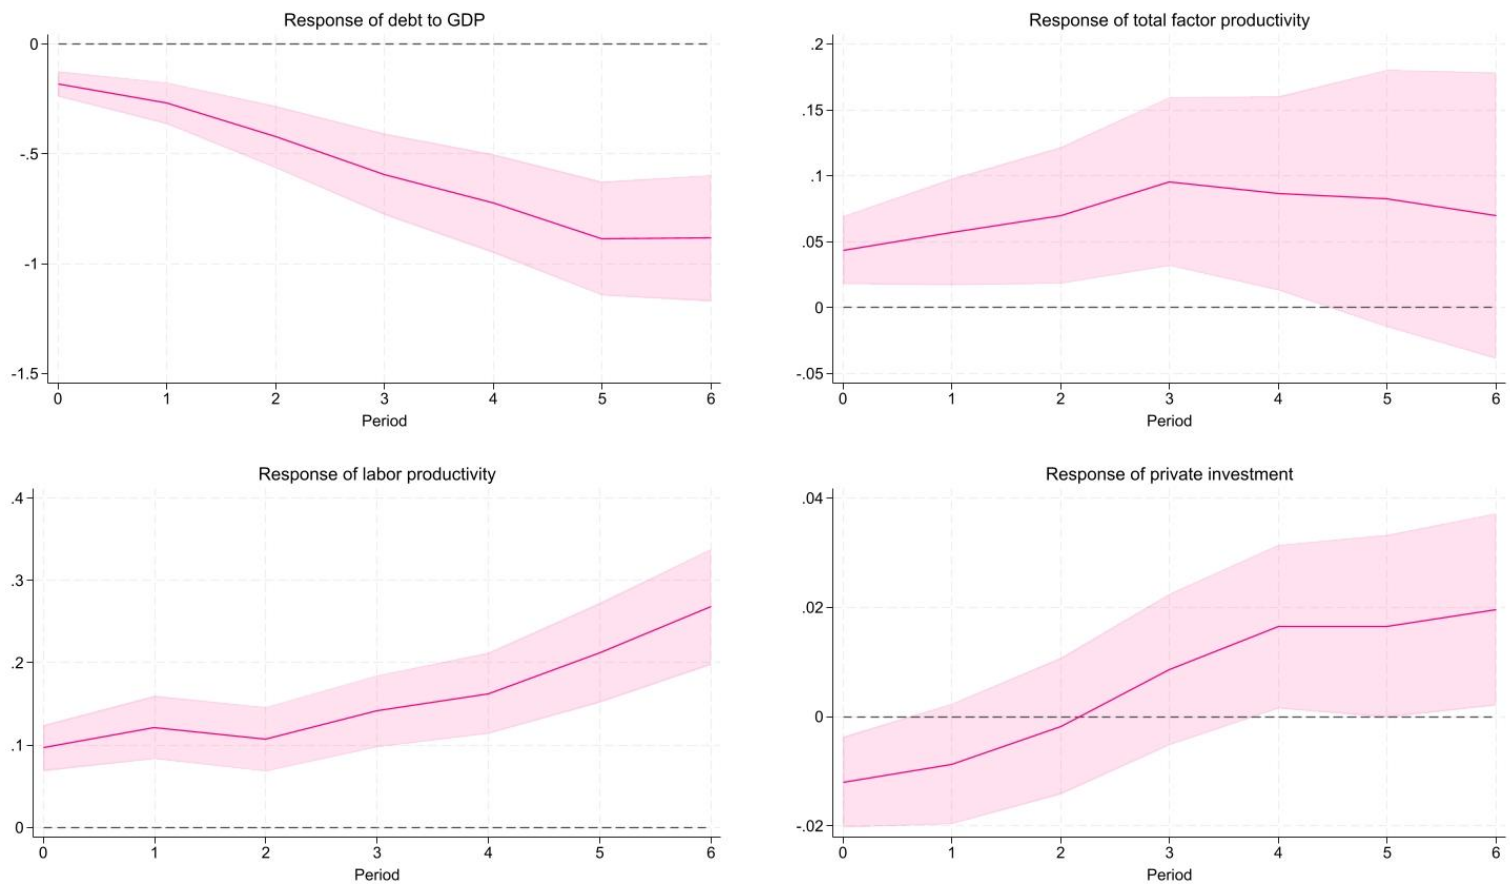 Response of debt to GDP
0
-.5
-1
-1.5
0 1 2 3 4 5 6
Period
Response of total factor productivity
.2
.15
.1
.05
0
-.05
0 1 2 3 4 5 6
Period
Response of labor productivity
.4
.3
.2
.1
0
0 1 2 3 4 5 6
Period
Response of private investment
.04
.02
0
-.02
0 1 2 3 4 5 6
Period